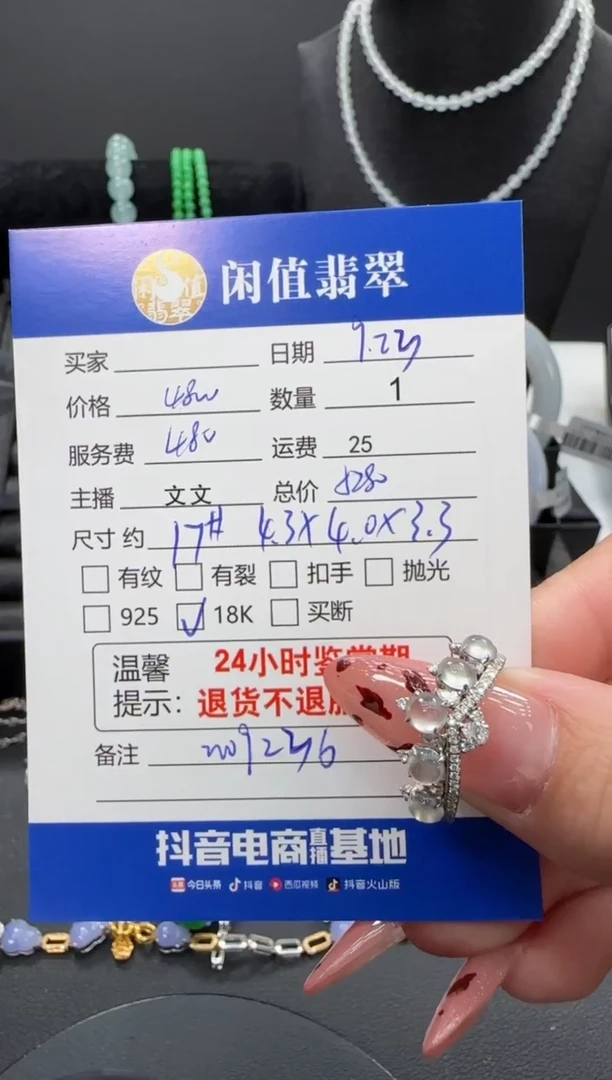 闲值翡翠
买家 日期 9.23
价格 4800 数量 1
服务费 480 运费 25
主播 文文 总价 5280
尺寸 约 17# 4.3X4.0X3.3
有纹 有裂 扣手 抛光
925 ✓ 18K 买断
温馨 24小时鉴赏期
提示: 退货不退
备注
抖音电商直播基地
今日头条 抖音 西瓜视频 抖音火山版